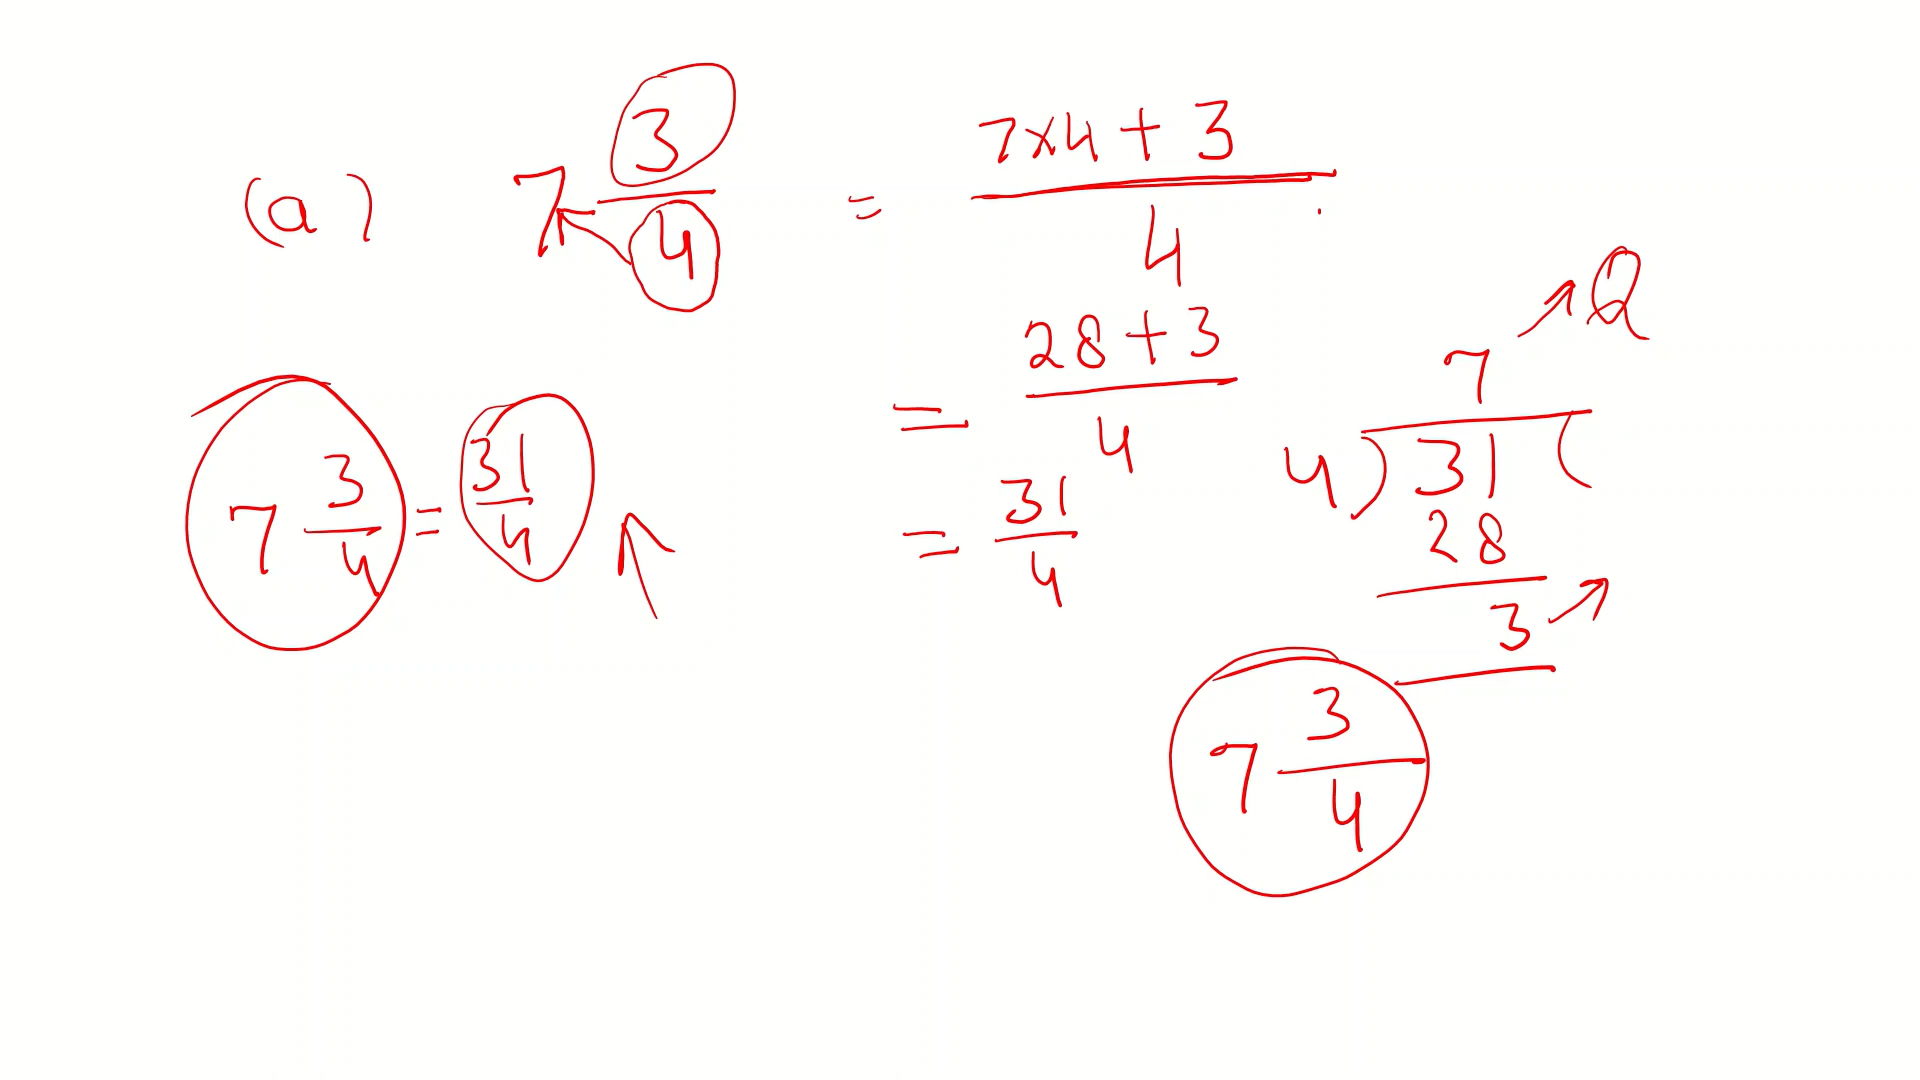 (a) 7 3/4 = (7×4+3)/4
= (28+3)/4
= 31/4
7 3/4 = 31/4
7 → Q
4)31(
28
3
7 3/4